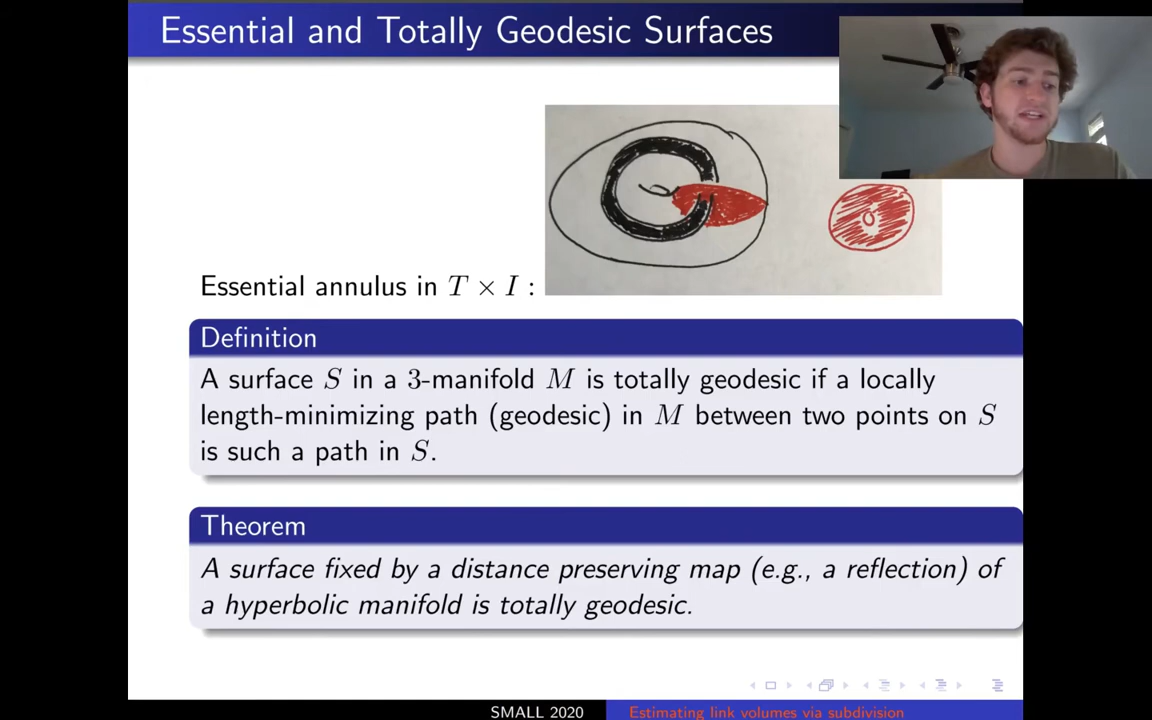 Essential and Totally Geodesic Surfaces
Essential annulus in T × I :
Definition
A surface S in a 3-manifold M is totally geodesic if a locally
length-minimizing path (geodesic) in M between two points on S
is such a path in S.
Theorem
A surface fixed by a distance preserving map (e.g., a reflection) of
a hyperbolic manifold is totally geodesic.
SMALL 2020
Estimating link volumes via subdivision